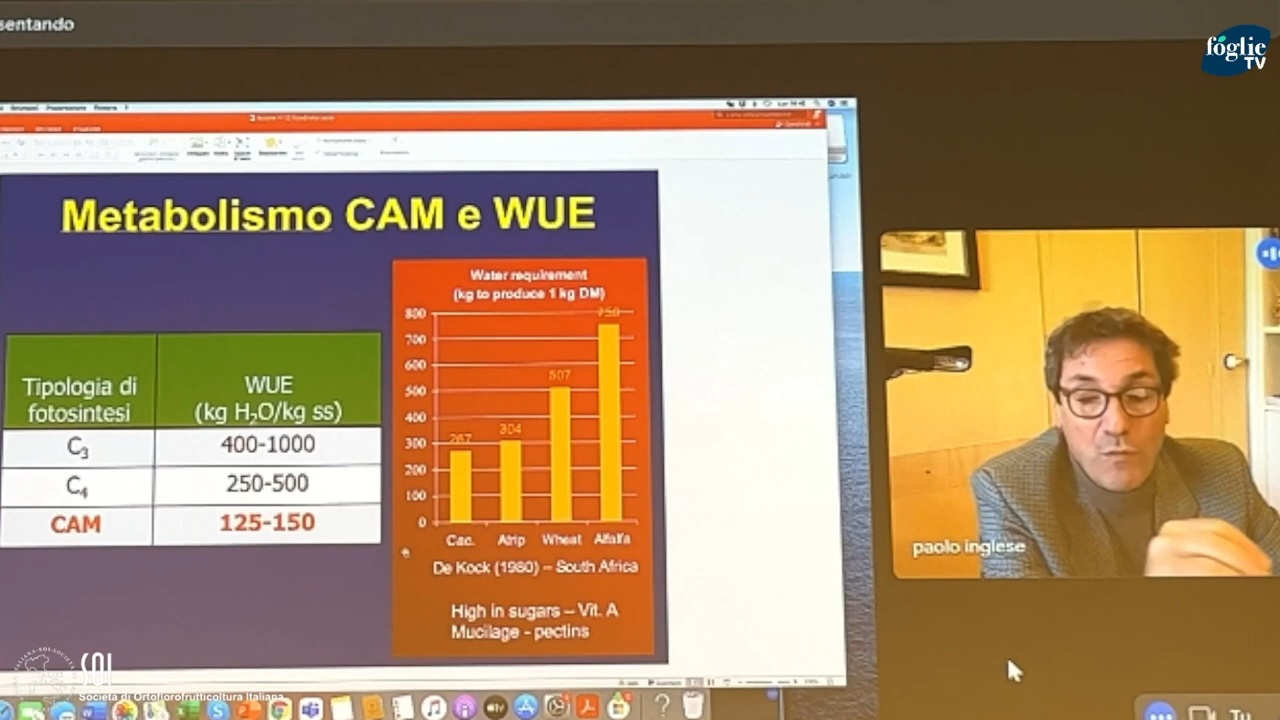 sentando
fóglie
TV
Metabolismo CAM e WUE
Water requirement
(kg to produce 1 kg DM)
800
700
600
500
400
300
200
100
0
267
304
507
750
Cac.
Atrip
Wheat
Alfalfa
De Kock (1980) – South Africa
High in sugars – Vit. A
Mucilage - pectins
Tipologia di
fotosintesi
WUE
(kg H₂O/kg ss)
C₃
400-1000
C₄
250-500
CAM
125-150
paolo inglese
SOI
Società di Ortoflorofrutticoltura Italiana
Tu